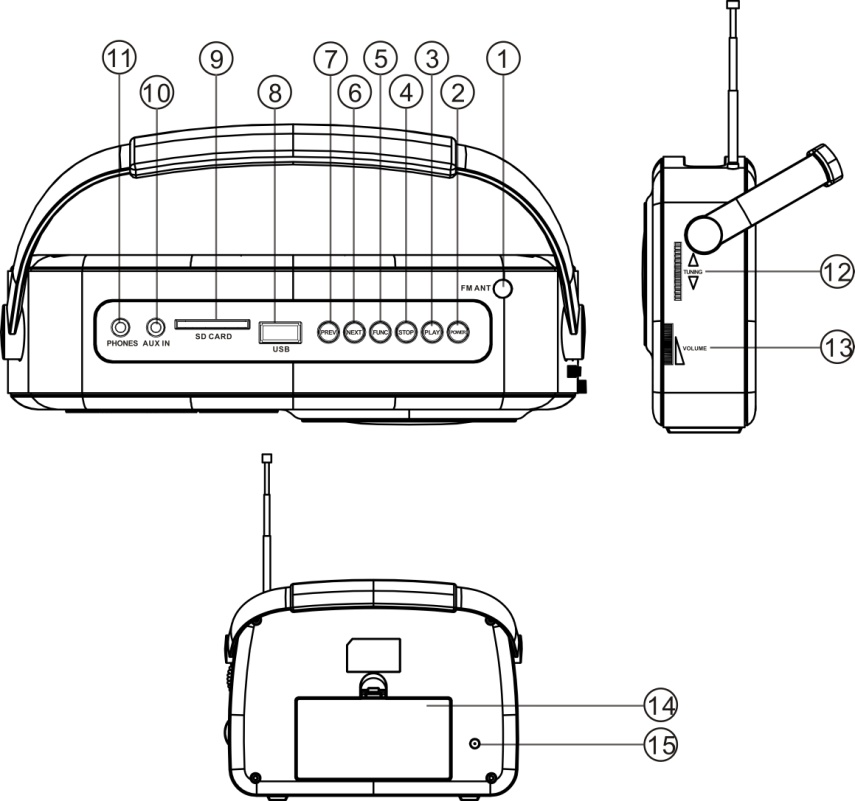 11 9 7 5 3 1
10 8 6 4 2
FM ANT
PREV NEXT FUNC STOP PLAY POWER
PHONES AUX IN SD CARD
USB
TUNING 12
VOLUME 13
14
15